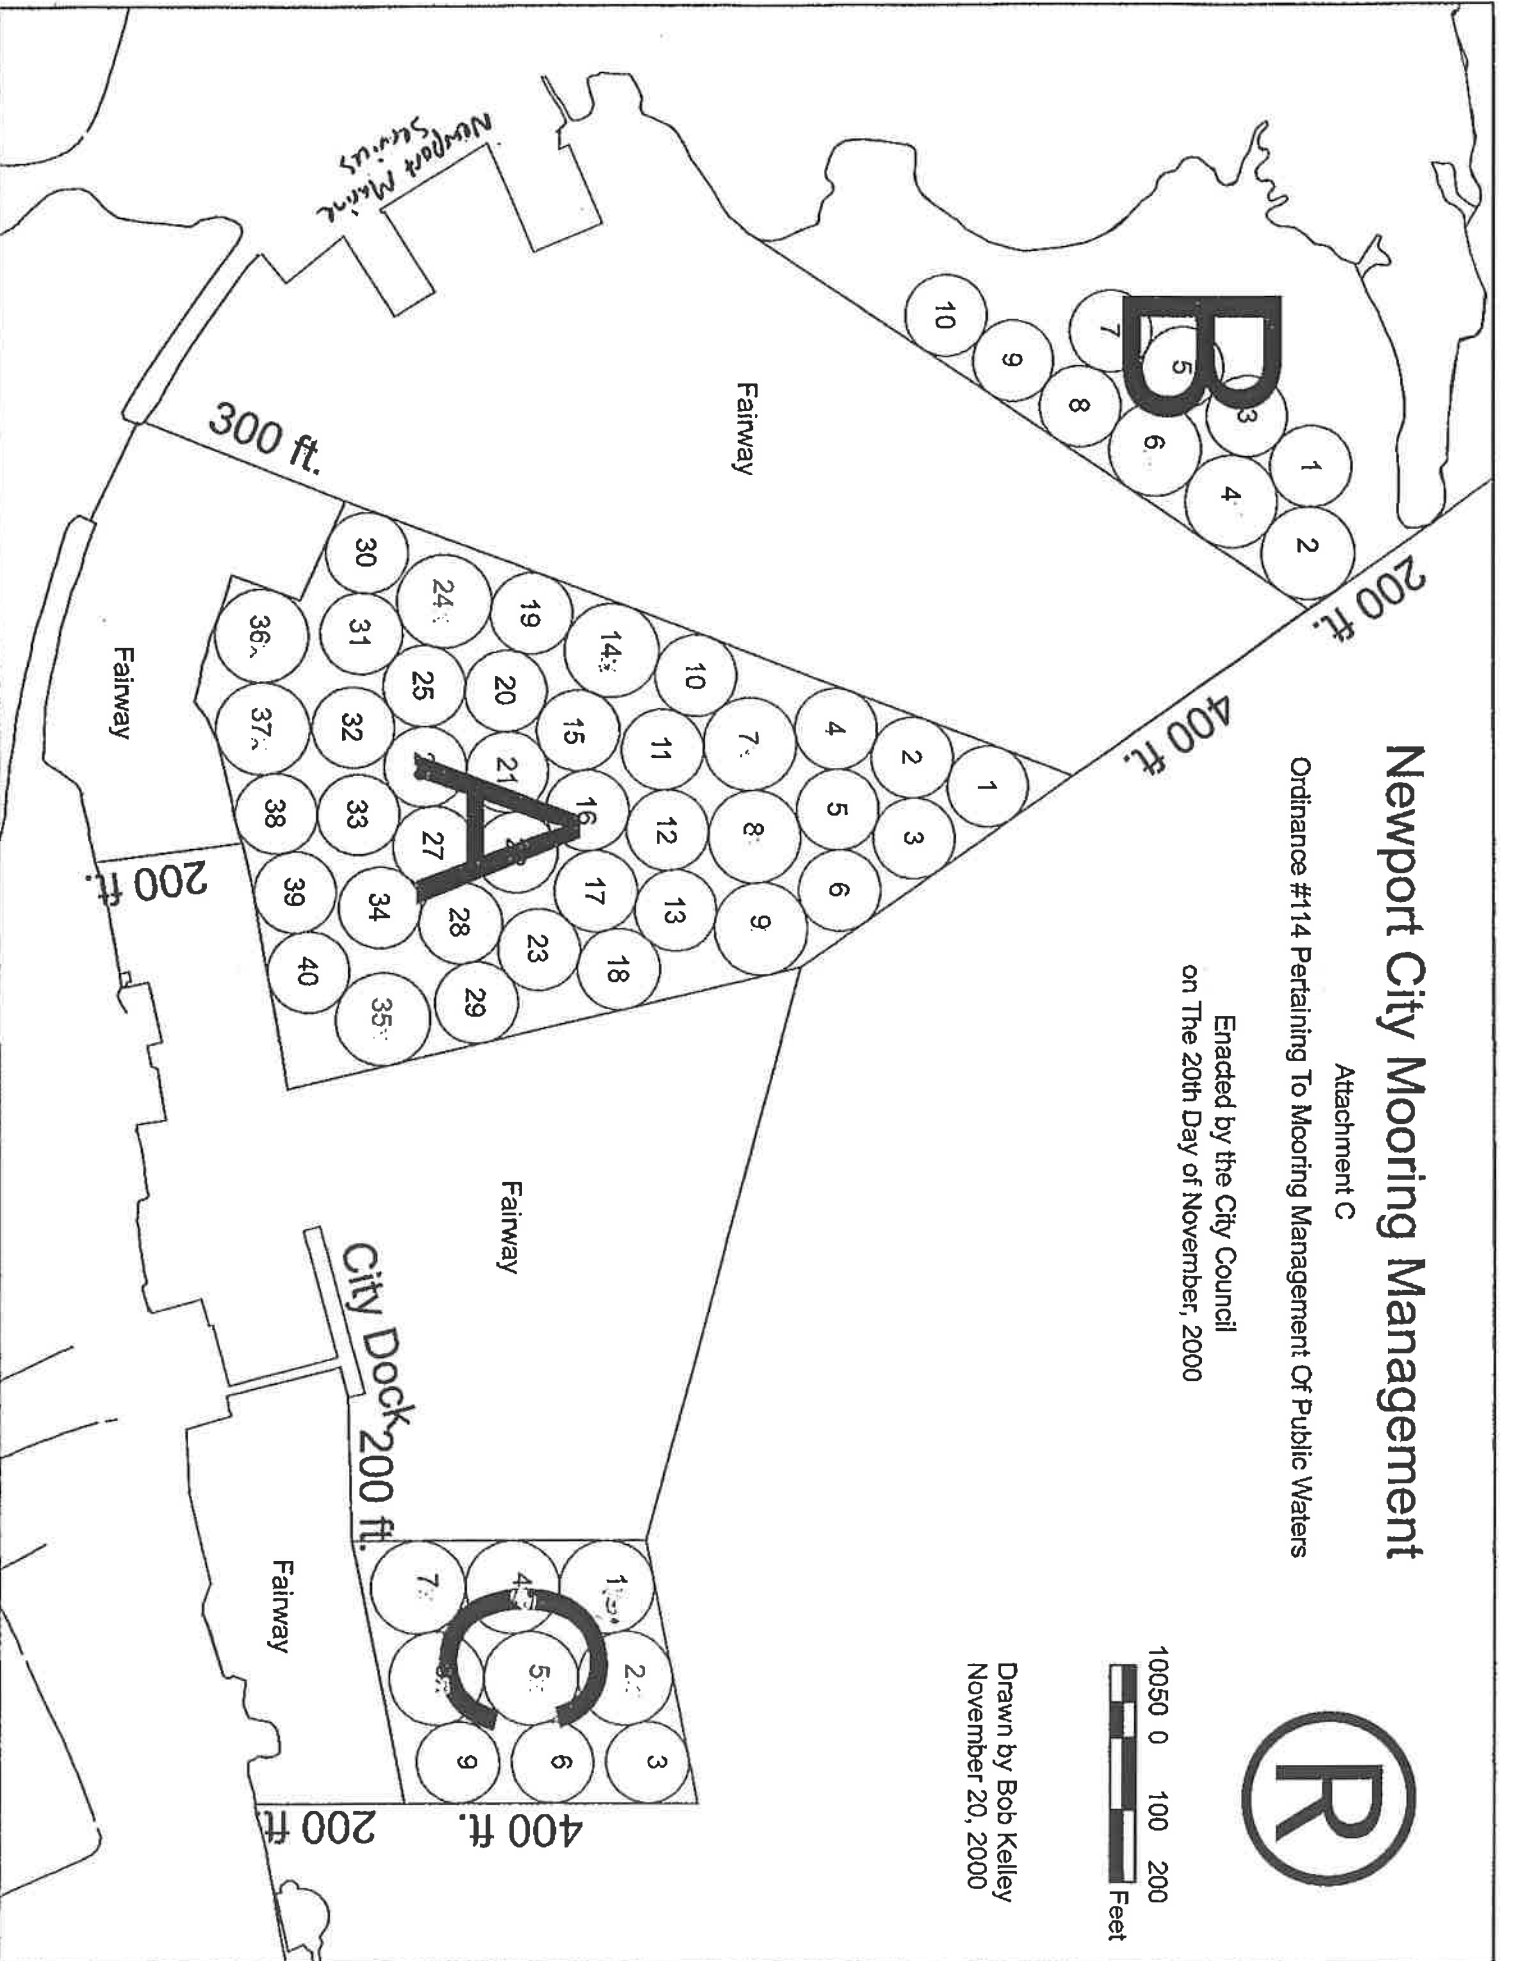 Newport City Mooring Management
Attachment C
Ordinance #114 Pertaining To Mooring Management Of Public Waters
Enacted by the City Council
on The 20th Day of November, 2000
R
10050 0 100 200
Feet
Drawn by Bob Kelley
November 20, 2000
200 ft.
400 ft.
B
1
2
3
4
5
6
7
8
9
10
Fairway
Newport Marine
Services
300 ft.
A
1
2
3
4
5
6
7
8
9
10
11
12
13
14
15
16
17
18
19
20
21
23
24
25
27
28
29
30
31
32
33
34
35
36
37
38
39
40
Fairway
200 ft.
Fairway
City Dock
200 ft.
C
1
2
3
4
5
6
7
9
Fairway
400 ft.
200 ft.